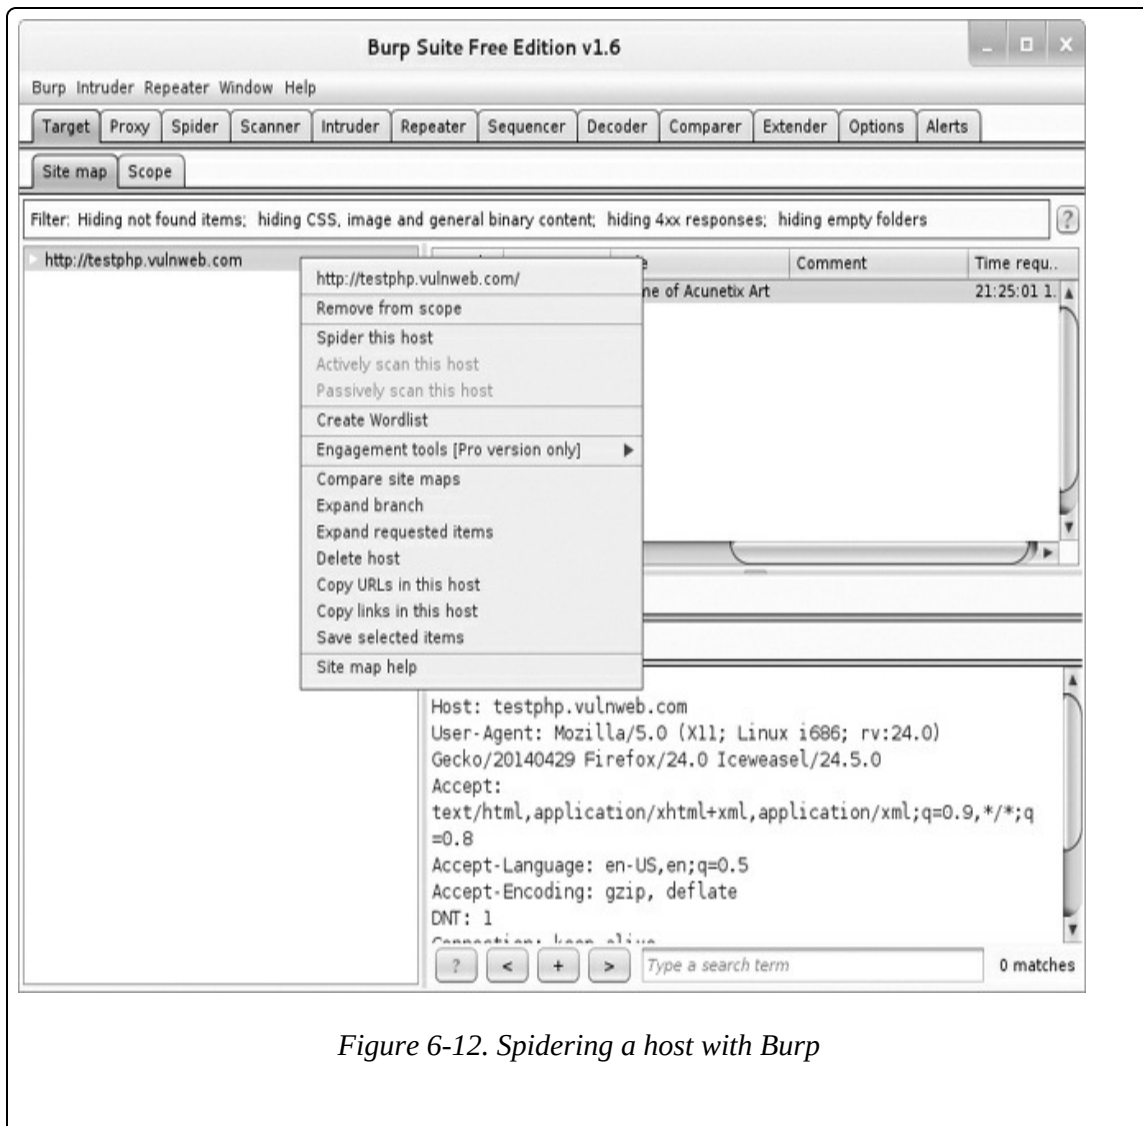 Burp Suite Free Edition v1.6
Burp Intruder Repeater Window Help
Target Proxy Spider Scanner Intruder Repeater Sequencer Decoder Comparer Extender Options Alerts
Site map Scope
Filter: Hiding not found items; hiding CSS, image and general binary content; hiding 4xx responses; hiding empty folders ?
http://testphp.vulnweb.com
Comment Time requ..
of Acunetix Art 21:25:01 1.
http://testphp.vulnweb.com/
Remove from scope
Spider this host
Actively scan this host
Passively scan this host
Create Wordlist
Engagement tools [Pro version only]
Compare site maps
Expand branch
Expand requested items
Delete host
Copy URLs in this host
Copy links in this host
Save selected items
Site map help
Host: testphp.vulnweb.com
User-Agent: Mozilla/5.0 (X11; Linux i686; rv:24.0)
Gecko/20140429 Firefox/24.0 Iceweasel/24.5.0
Accept:
text/html,application/xhtml+xml,application/xml;q=0.9,*/*;q
=0.8
Accept-Language: en-US,en;q=0.5
Accept-Encoding: gzip, deflate
DNT: 1
Connection: keep-alive
? < + > Type a search term 0 matches
Figure 6-12. Spidering a host with Burp